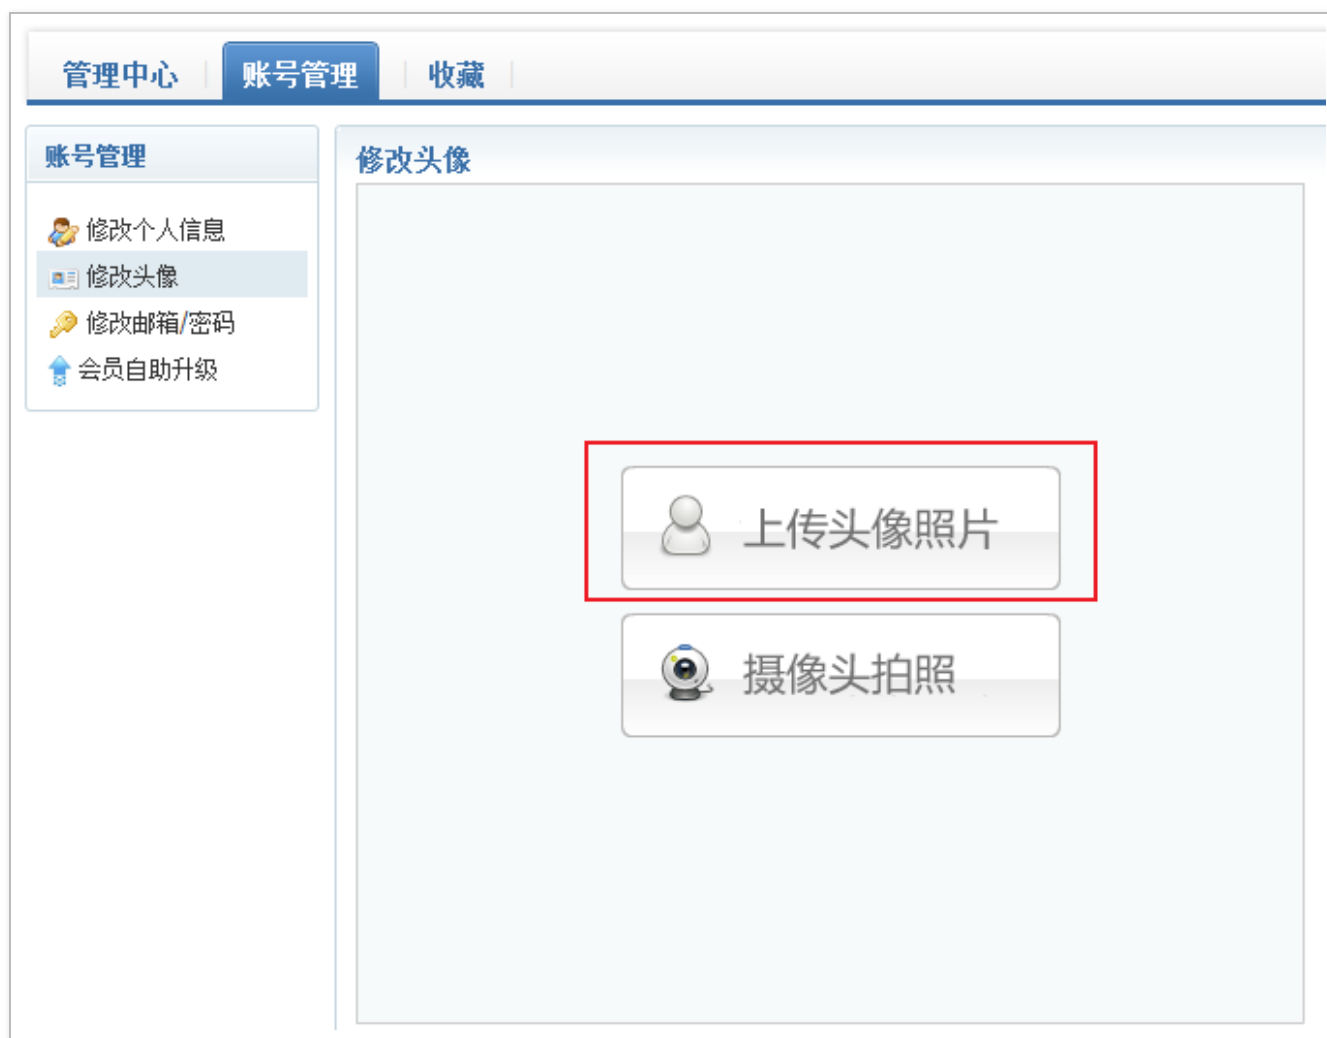 管理中心 账号管理 收藏
账号管理
修改个人信息
修改头像
修改邮箱/密码
会员自助升级
修改头像
上传头像照片
摄像头拍照